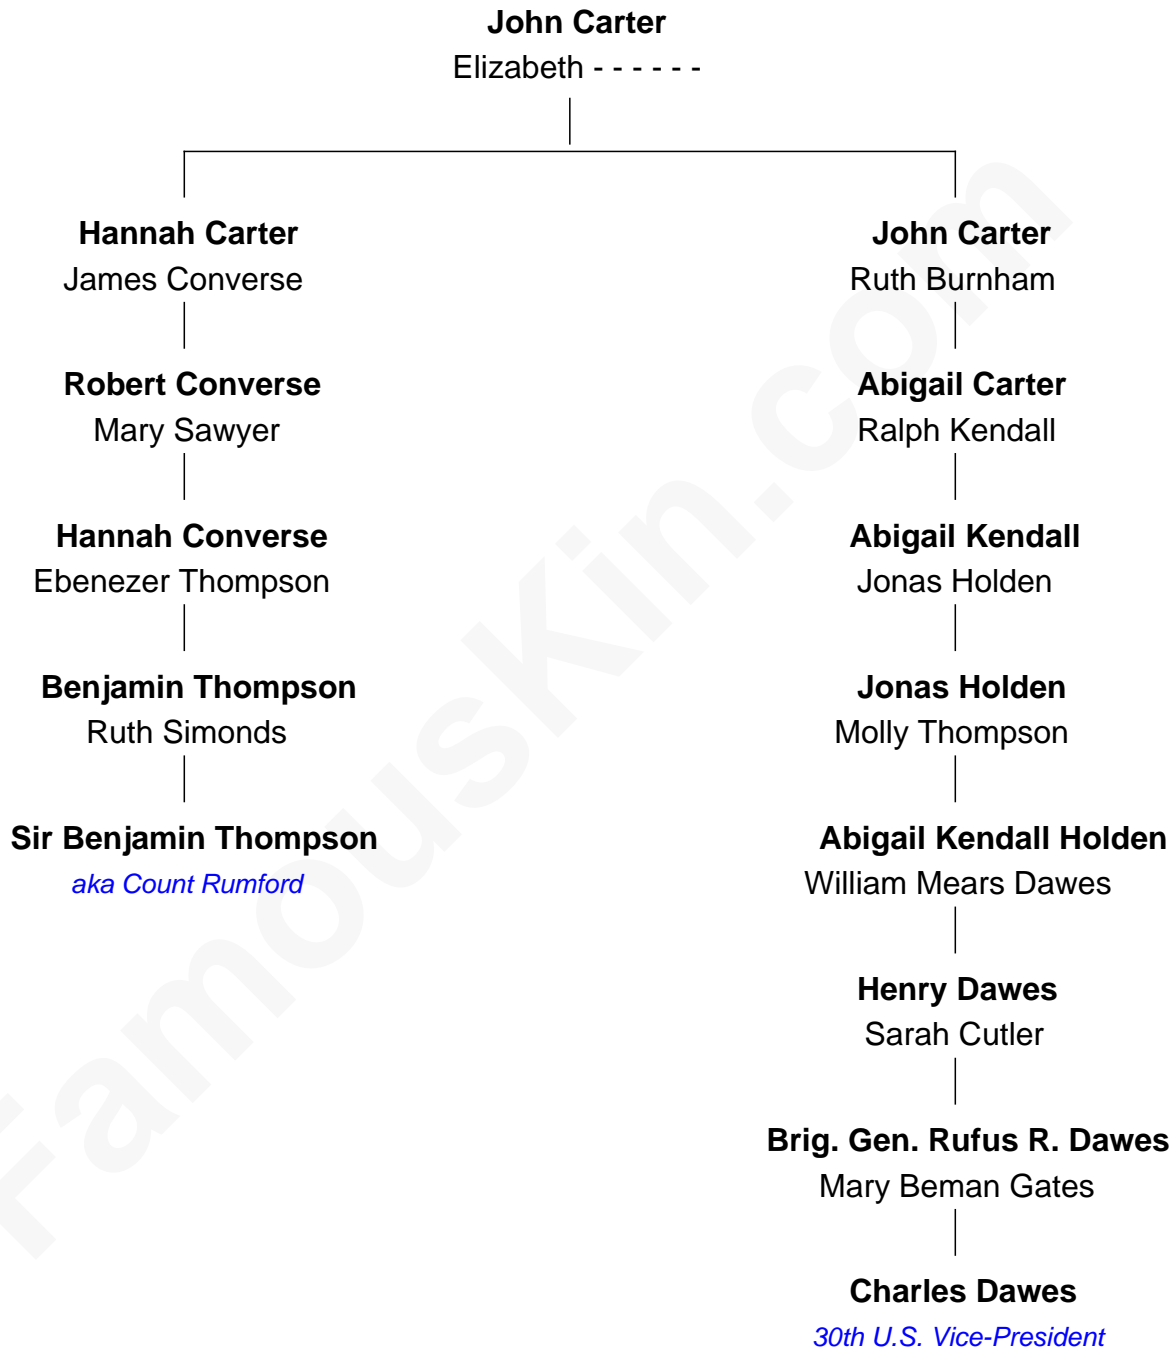 John Carter
Elizabeth - - - - - -
Hannah Carter
James Converse
John Carter
Ruth Burnham
Robert Converse
Mary Sawyer
Abigail Carter
Ralph Kendall
Hannah Converse
Ebenezer Thompson
Abigail Kendall
Jonas Holden
Benjamin Thompson
Ruth Simonds
Jonas Holden
Molly Thompson
Sir Benjamin Thompson
aka Count Rumford
Abigail Kendall Holden
William Mears Dawes
Henry Dawes
Sarah Cutler
Brig. Gen. Rufus R. Dawes
Mary Beman Gates
Charles Dawes
30th U.S. Vice-President
FamousKin.com